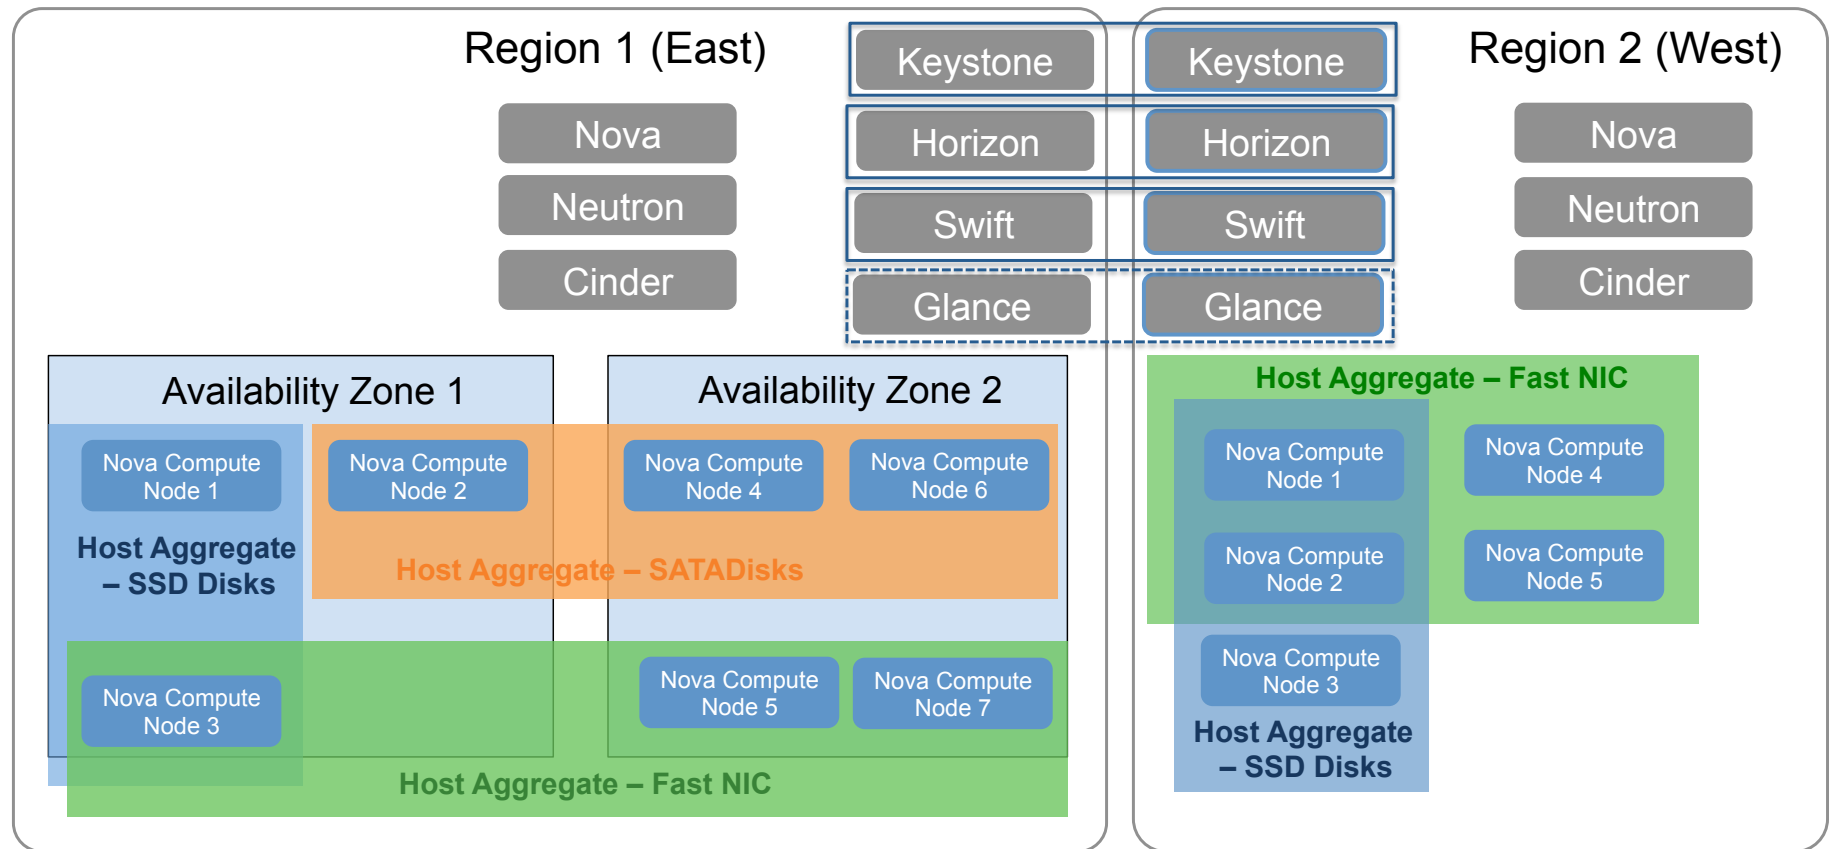 Region 1 (East)
Nova
Neutron
Cinder
Keystone
Keystone
Horizon
Horizon
Swift
Swift
Glance
Glance
Region 2 (West)
Nova
Neutron
Cinder
Availability Zone 1
Availability Zone 2
Nova Compute
Node 1
Nova Compute
Node 2
Nova Compute
Node 4
Nova Compute
Node 6
Host Aggregate
– SSD Disks
Host Aggregate – SATADisks
Nova Compute
Node 3
Nova Compute
Node 5
Nova Compute
Node 7
Host Aggregate – Fast NIC
Host Aggregate – Fast NIC
Nova Compute
Node 1
Nova Compute
Node 4
Nova Compute
Node 2
Nova Compute
Node 5
Nova Compute
Node 3
Host Aggregate
– SSD Disks